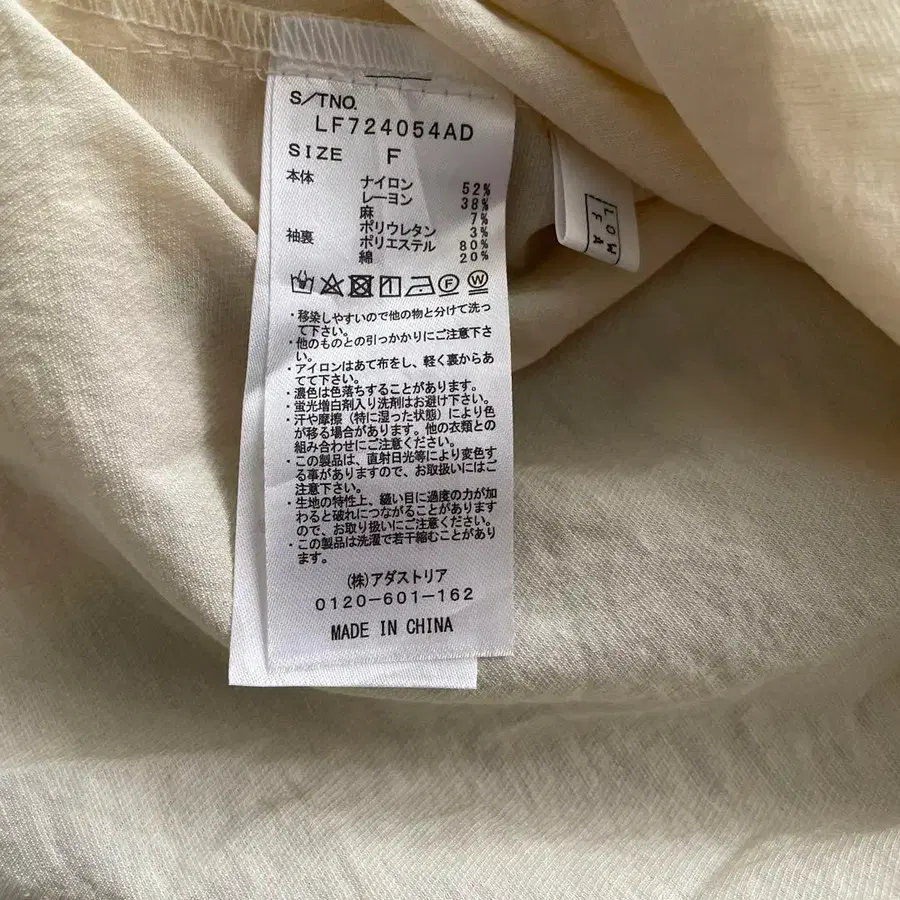 S/TNO.
LF724054AD
SIZE F
本体 ナイロン 52%
レーヨン 38%
麻 7%
ポリウレタン 3%
袖裏 ポリエステル 80%
綿 20%
F W
・移染しやすいので他の物と分けて洗っ
て下さい。
・他のものとの引っかかりにご注意下さ
い。
・アイロンはあて布をし、軽く裏からあ
てて下さい。
・濃色は色落ちすることがあります。
・蛍光増白剤入り洗剤はお避け下さい。
・汗や摩擦（特に湿った状態）により色
が移る場合があります。他の衣類との
組み合わせにご注意ください。
・この製品は、直射日光等により変色す
る事がありますので、お取扱いにはご
注意下さい。
・生地の特性上、縫い目に過度の力が加
わると破れにつながることがあります
ので、お取り扱いにご注意ください。
・この製品は洗濯で若干縮むことがあり
ます。
(株)アダストリア
0120-601-162
MADE IN CHINA
LOW
FA